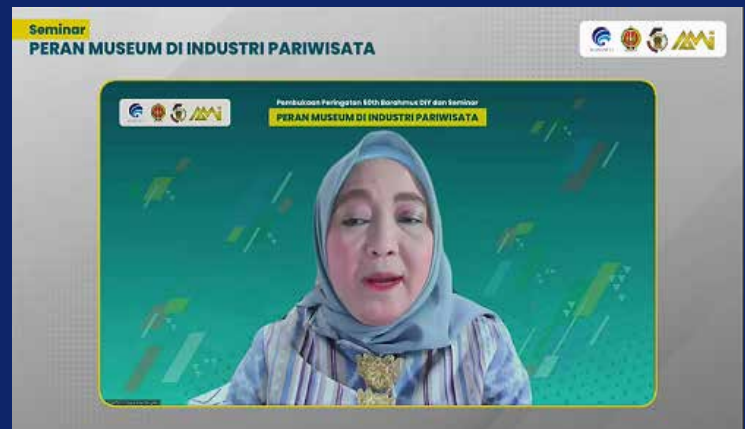 Seminar
PERAN MUSEUM DI INDUSTRI PARIWISATA
Pembukaan Peringatan 50th Barahmus DIY dan Seminar
PERAN MUSEUM DI INDUSTRI PARIWISATA